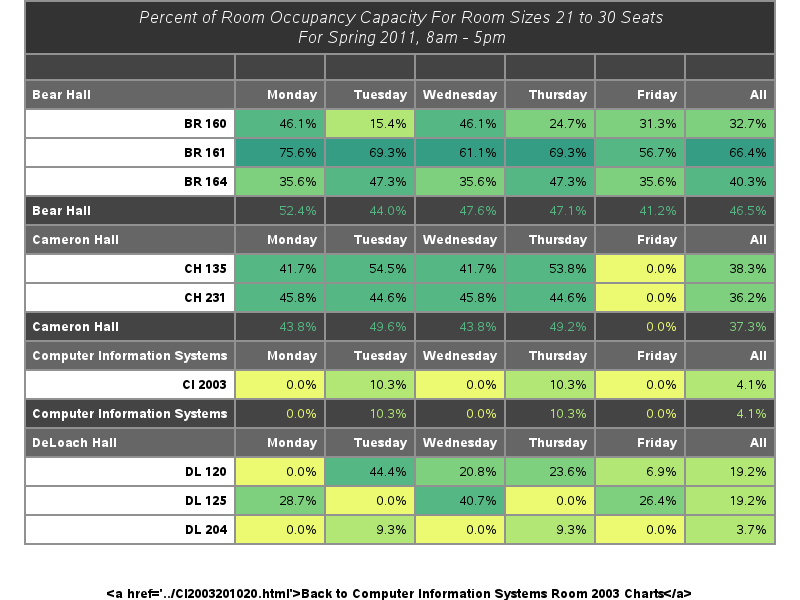 Percent of Room Occupancy Capacity For Room Sizes 21 to 30 Seats
For Spring 2011, 8am - 5pm
Bear Hall Monday Tuesday Wednesday Thursday Friday All
BR 160 46.1% 15.4% 46.1% 24.7% 31.3% 32.7%
BR 161 75.6% 69.3% 61.1% 69.3% 56.7% 66.4%
BR 164 35.6% 47.3% 35.6% 47.3% 35.6% 40.3%
Bear Hall 52.4% 44.0% 47.6% 47.1% 41.2% 46.5%
Cameron Hall Monday Tuesday Wednesday Thursday Friday All
CH 135 41.7% 54.5% 41.7% 53.8% 0.0% 38.3%
CH 231 45.8% 44.6% 45.8% 44.6% 0.0% 36.2%
Cameron Hall 43.8% 49.6% 43.8% 49.2% 0.0% 37.3%
Computer Information Systems Monday Tuesday Wednesday Thursday Friday All
CI 2003 0.0% 10.3% 0.0% 10.3% 0.0% 4.1%
Computer Information Systems 0.0% 10.3% 0.0% 10.3% 0.0% 4.1%
DeLoach Hall Monday Tuesday Wednesday Thursday Friday All
DL 120 0.0% 44.4% 20.8% 23.6% 6.9% 19.2%
DL 125 28.7% 0.0% 40.7% 0.0% 26.4% 19.2%
DL 204 0.0% 9.3% 0.0% 9.3% 0.0% 3.7%
&lt;a href='../CI2003201020.html'&gt;Back to Computer Information Systems Room 2003 Charts&lt;/a&gt;